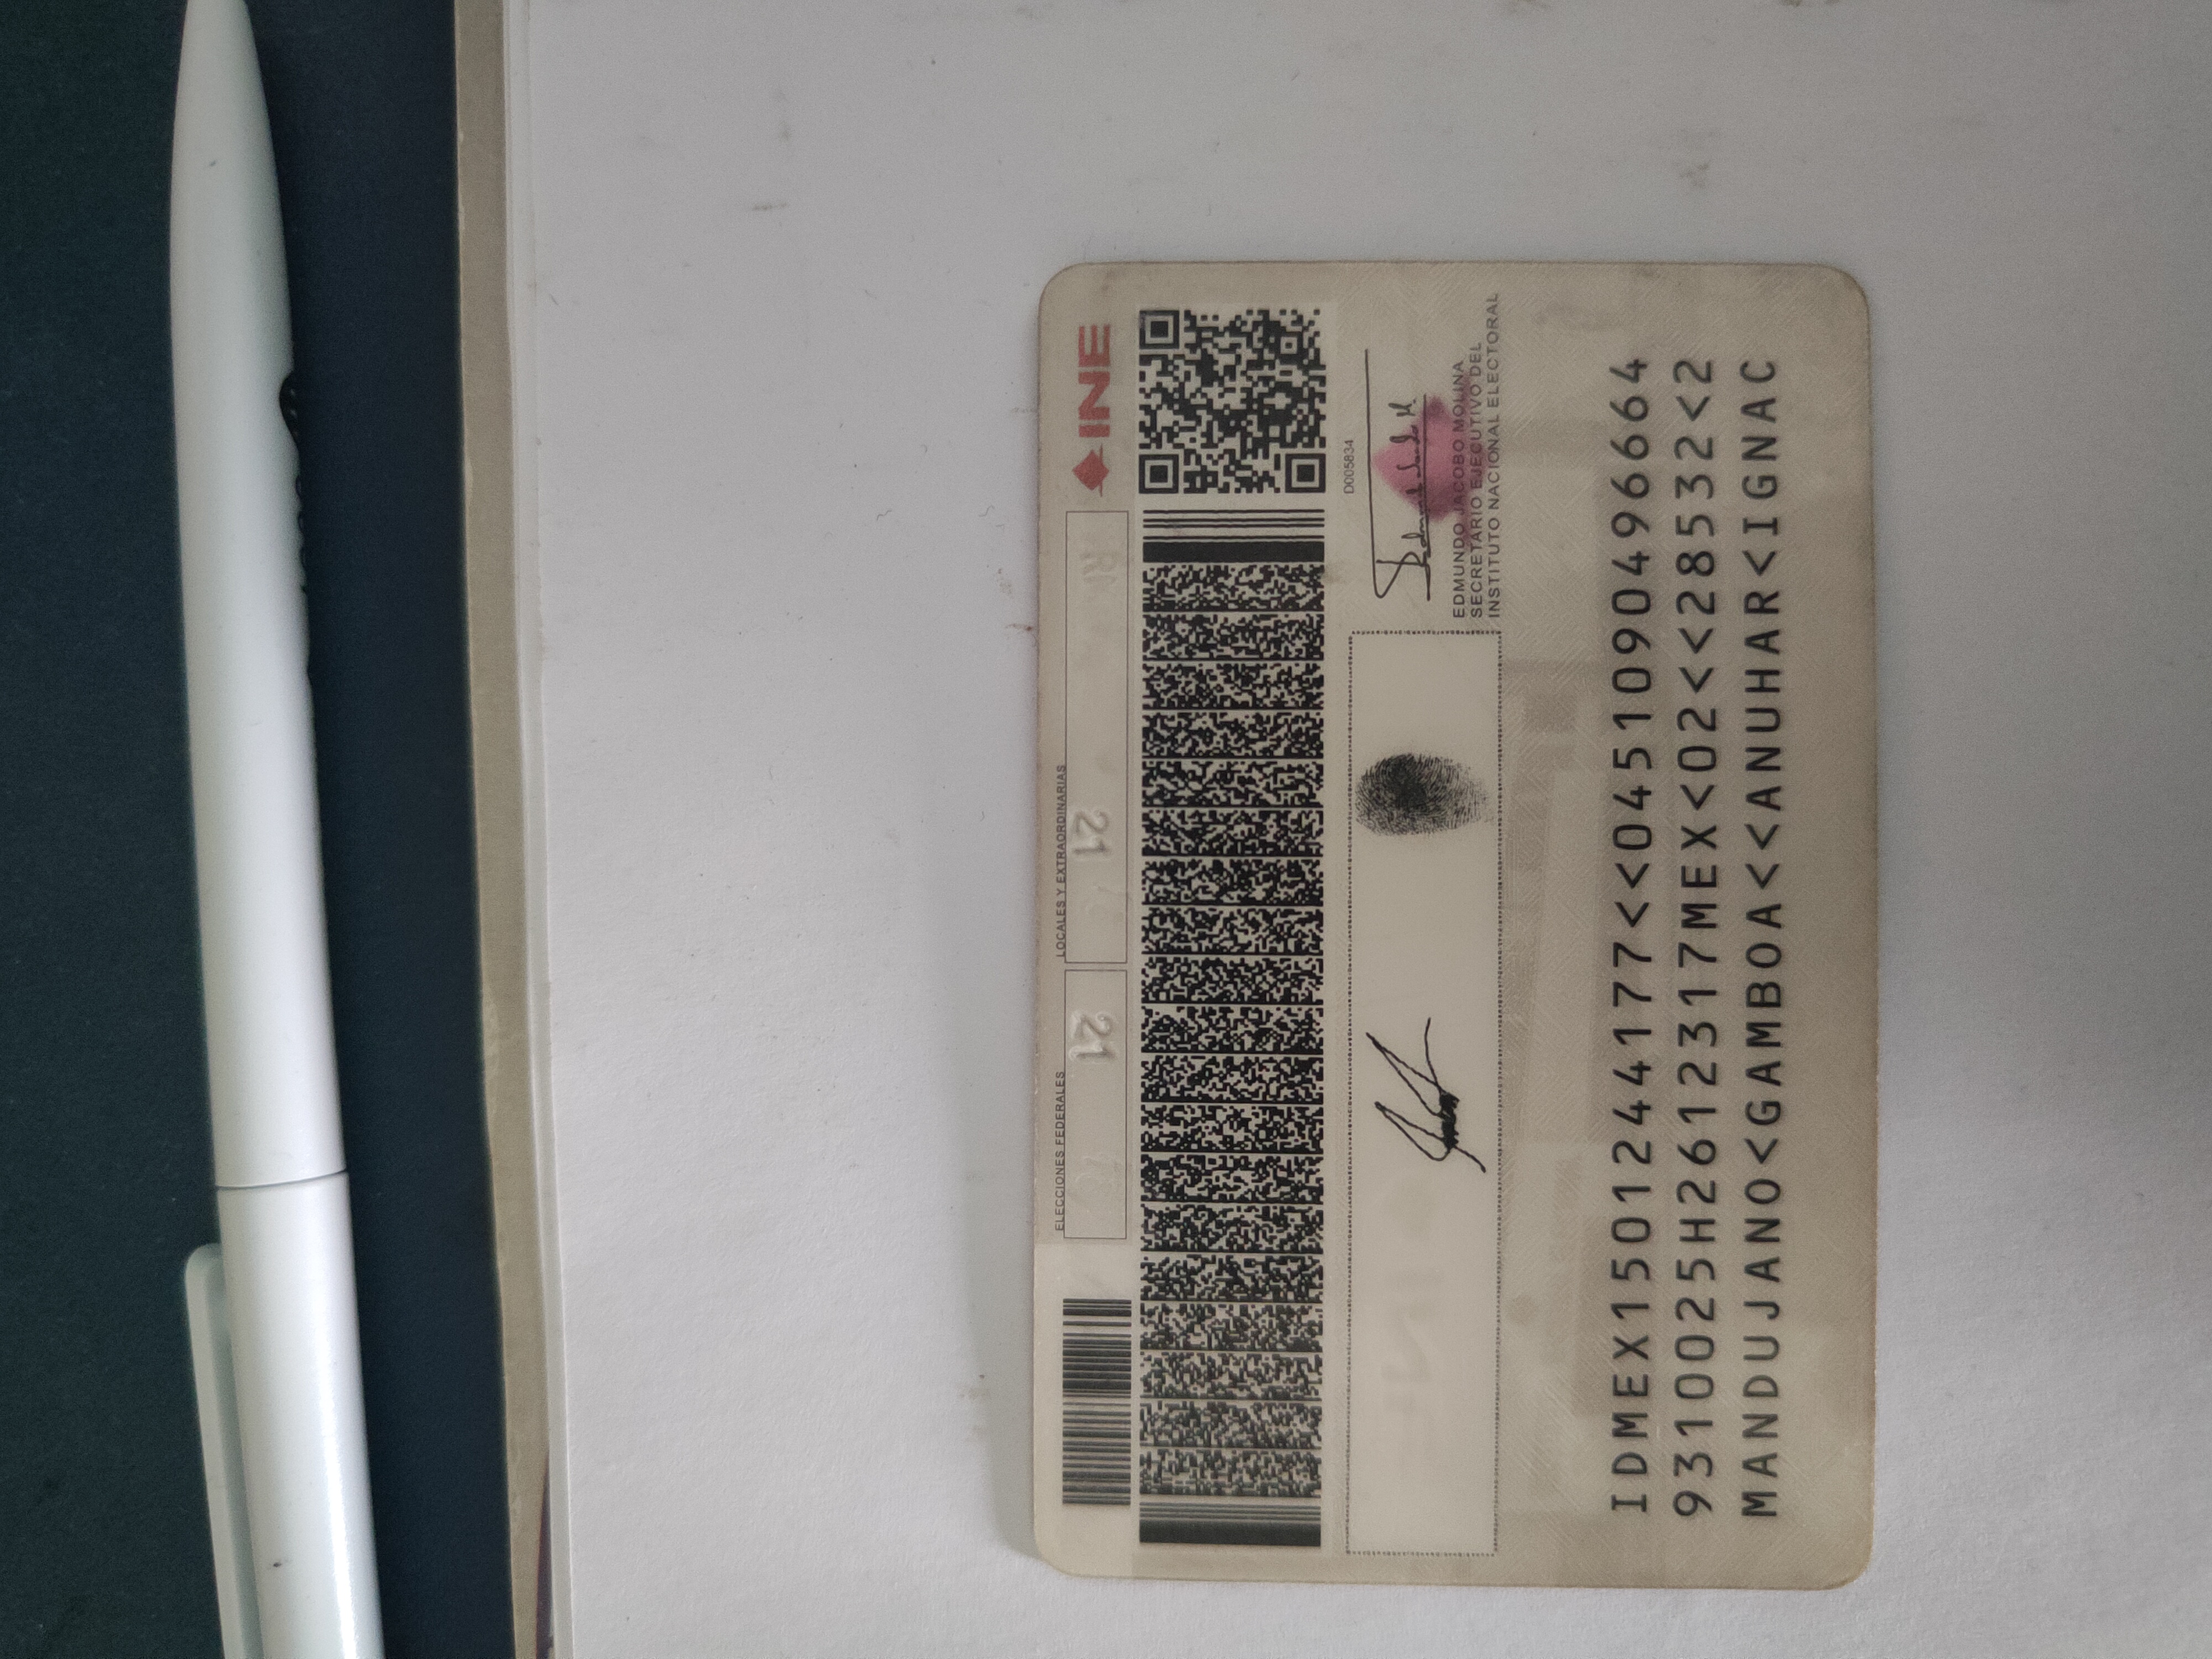 ELECCIONES FEDERALES
LOCALES Y EXTRAORDINARIAS
INE
21
21
D005834
EDMUNDO JACOBO MOLINA
SECRETARIO EJECUTIVO DEL
INSTITUTO NACIONAL ELECTORAL
IDMEX1501244177<<0451090496664
9310025H2612317MEX<02<<28532<2
MANDUJANO<GAMBOA<<ANUHAR<IGNAC